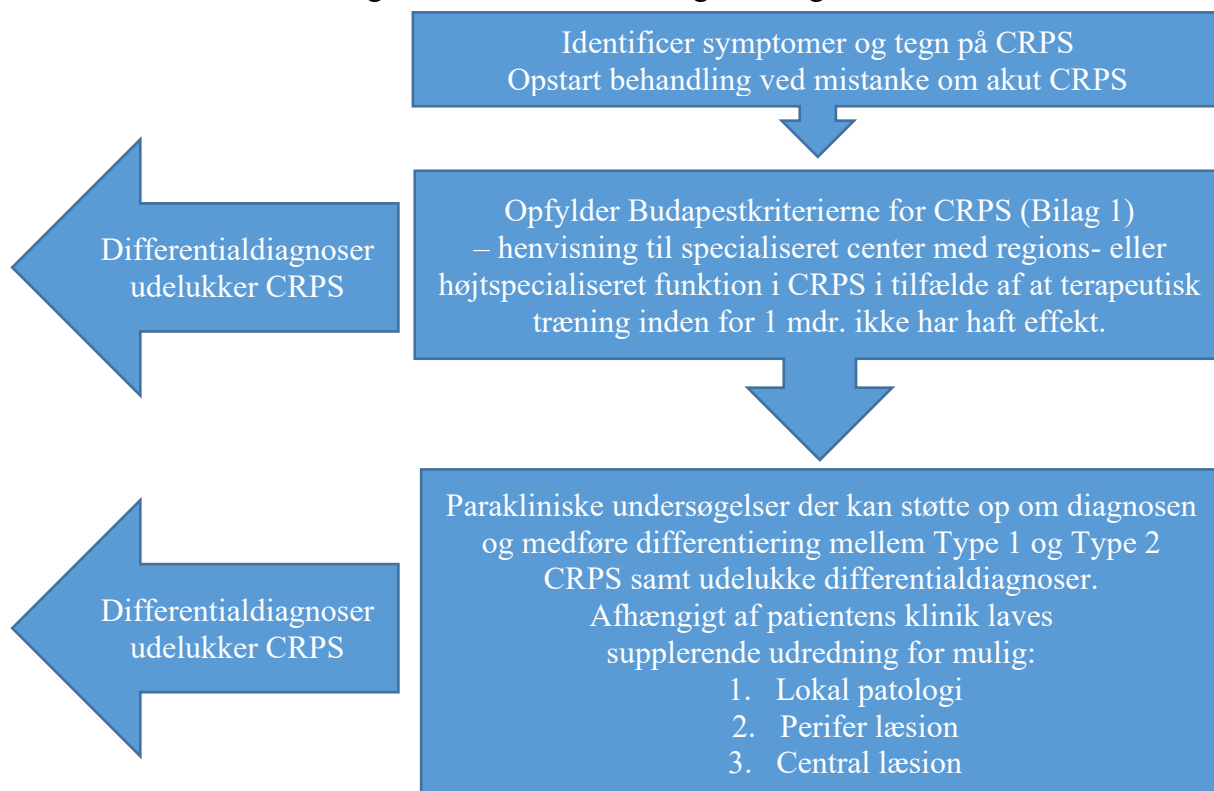 Identificer symptomer og tegn på CRPS
Opstart behandling ved mistanke om akut CRPS
Differentialdiagnoser
udelukker CRPS
Opfylder Budapestkriterierne for CRPS (Bilag 1)
– henvisning til specialiseret center med regions- eller
højtspecialiseret funktion i CRPS i tilfælde af at terapeutisk
træning inden for 1 mdr. ikke har haft effekt.
Differentialdiagnoser
udelukker CRPS
Parakliniske undersøgelser der kan støtte op om diagnosen
og medføre differentiering mellem Type 1 og Type 2
CRPS samt udelukke differentialdiagnoser.
Afhængigt af patientens klinik laves
supplerende udredning for mulig:
1. Lokal patologi
2. Perifer læsion
3. Central læsion